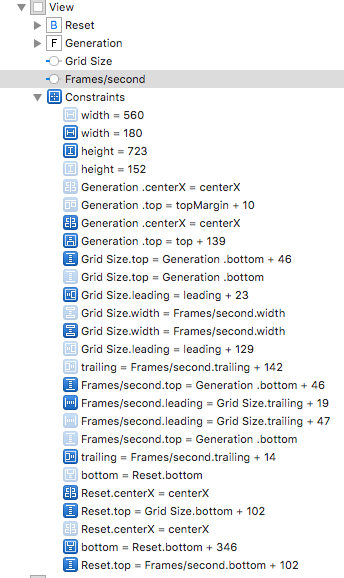 View
B Reset
F Generation
Grid Size
Frames/second
Constraints
width = 560
width = 180
height = 723
height = 152
Generation .centerX = centerX
Generation .top = topMargin + 10
Generation .centerX = centerX
Generation .top = top + 139
Grid Size.top = Generation .bottom + 46
Grid Size.top = Generation .bottom
Grid Size.leading = leading + 23
Grid Size.width = Frames/second.width
Grid Size.width = Frames/second.width
Grid Size.leading = leading + 129
trailing = Frames/second.trailing + 142
Frames/second.top = Generation .bottom + 46
Frames/second.leading = Grid Size.trailing + 19
Frames/second.leading = Grid Size.trailing + 47
Frames/second.top = Generation .bottom
trailing = Frames/second.trailing + 14
bottom = Reset.bottom
Reset.centerX = centerX
Reset.top = Grid Size.bottom + 102
Reset.centerX = centerX
bottom = Reset.bottom + 346
Reset.top = Frames/second.bottom + 102